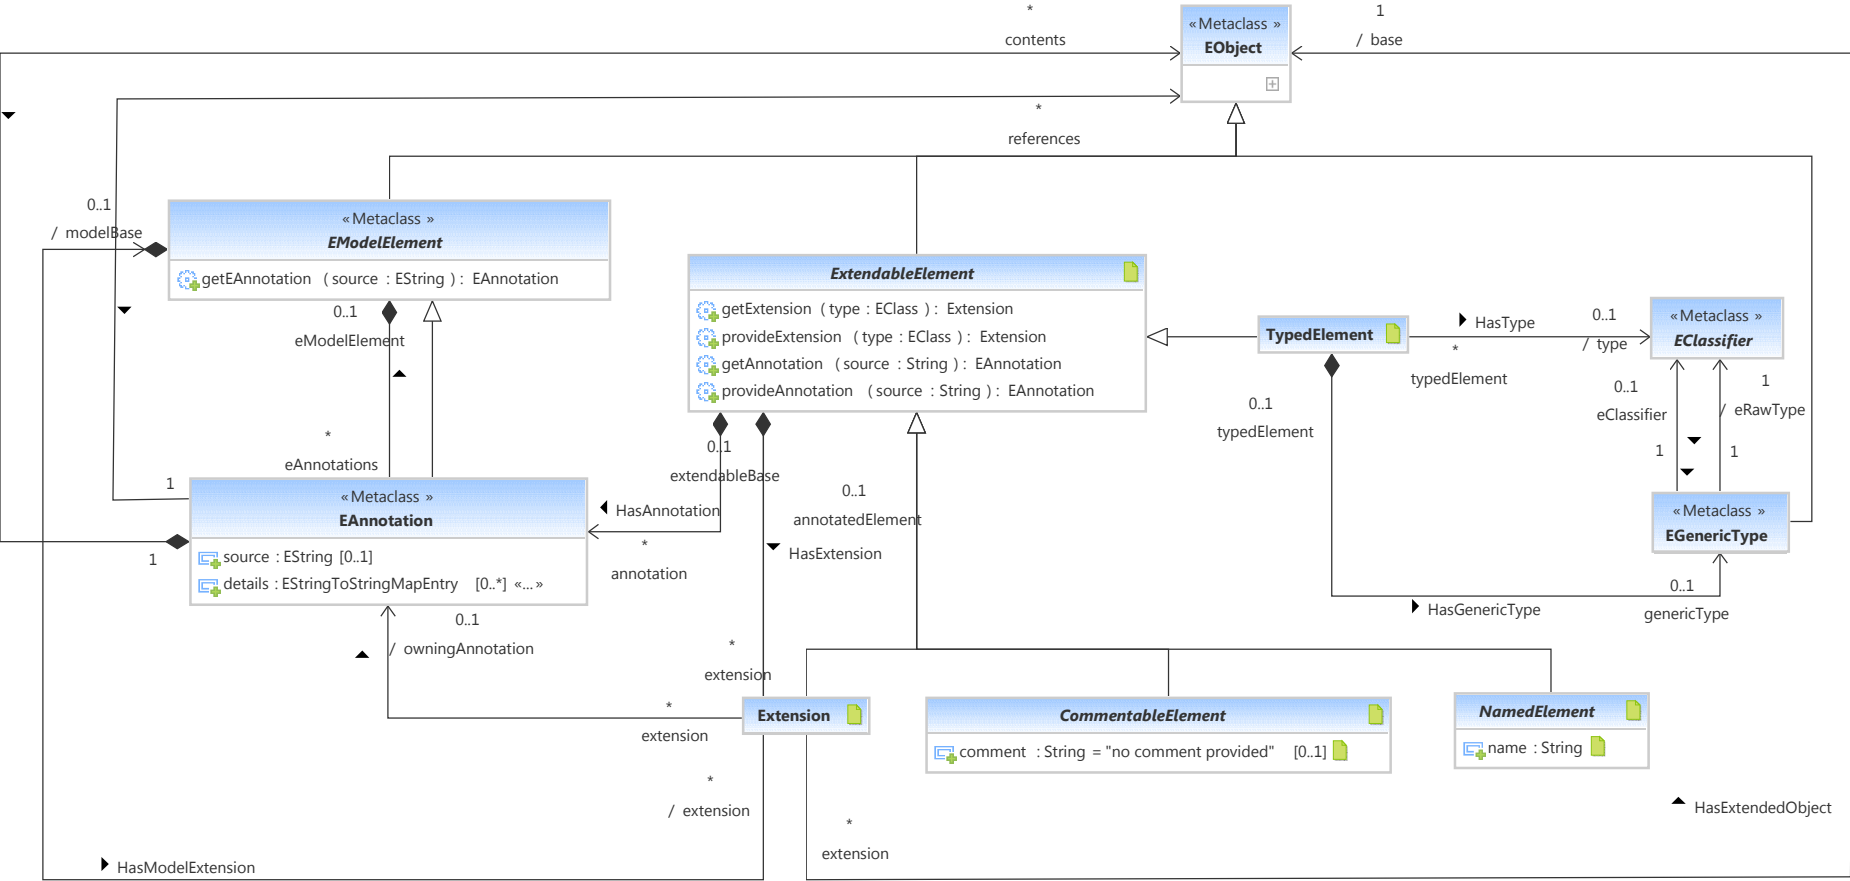 *
contents
1
/ base
«Metaclass »
EObject
*
references
0..1
/ modelBase
«Metaclass »
EModelElement
getEAnnotation (source : EString ) : EAnnotation
0..1
eModelElement
ExtendableElement
getExtension (type : EClass ) : Extension
provideExtension (type : EClass ) : Extension
getAnnotation (source : String ) : EAnnotation
provideAnnotation (source : String ) : EAnnotation
TypedElement
HasType
0..1
/ type
*
typedElement
«Metaclass »
EClassifier
0..1
eClassifier
1
/ eRawType
1
1
0..1
typedElement
«Metaclass »
EGenericType
0..1
genericType
HasGenericType
*
eAnnotations
1
«Metaclass »
EAnnotation
source : EString [0..1]
details : EStringToStringMapEntry [0..*] «...»
1
0..1
extendableBase
HasAnnotation
*
annotation
0..1
annotatedElement
HasExtension
0..1
/ owningAnnotation
*
extension
*
extension
Extension
CommentableElement
comment : String = "no comment provided" [0..1]
NamedElement
name : String
*
/ extension
*
extension
HasExtendedObject
HasModelExtension